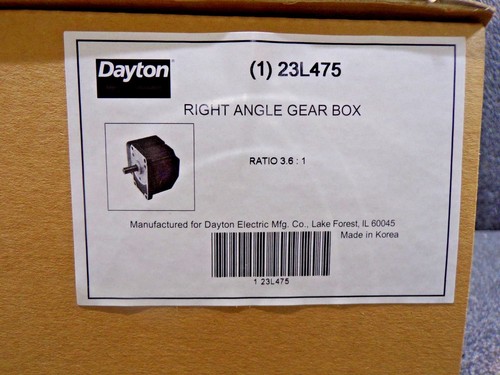 Dayton
(1) 23L475
RIGHT ANGLE GEAR BOX
RATIO 3.6 : 1
Manufactured for Dayton Electric Mfg. Co., Lake Forest, IL 60045
Made in Korea
1 23L475